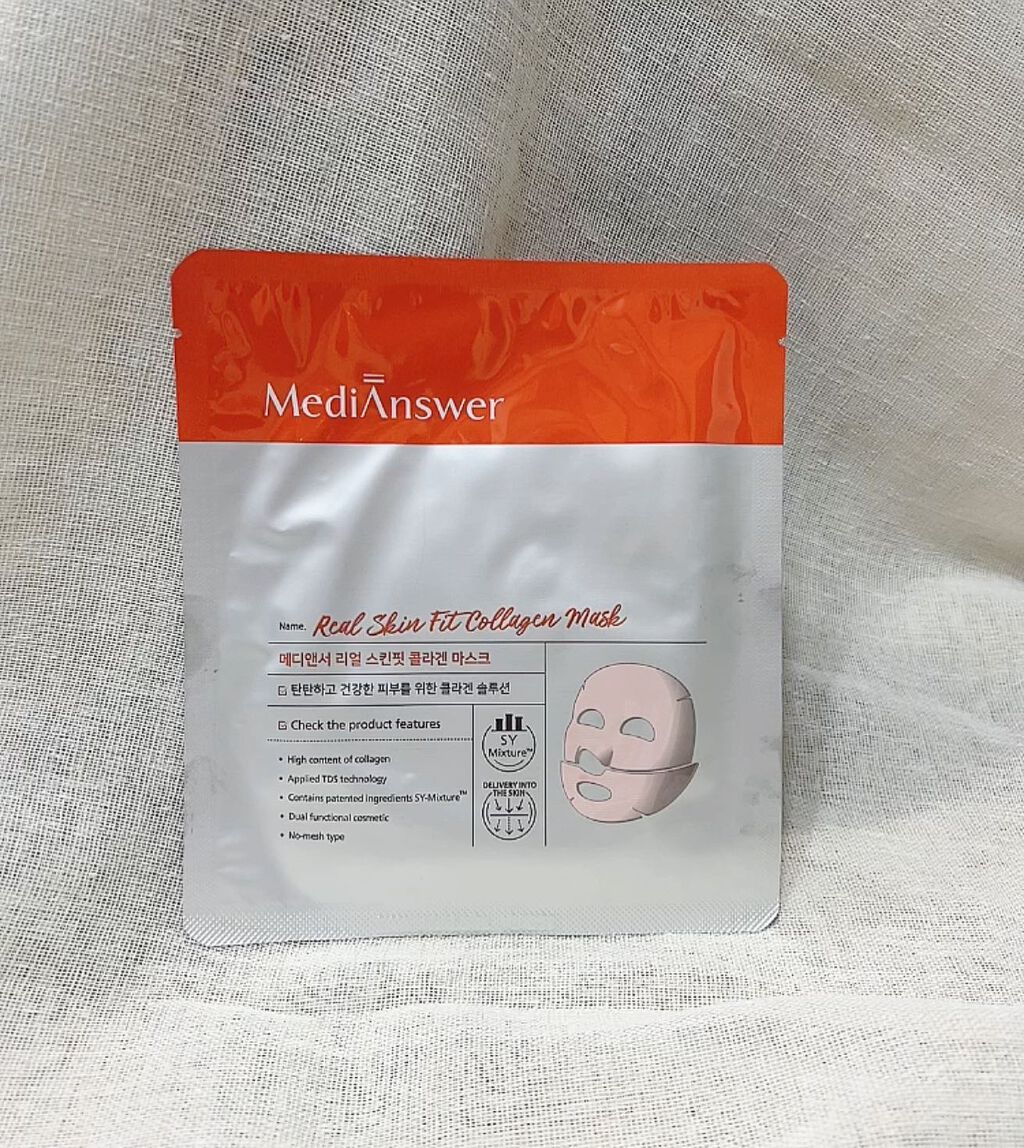 MediAnswer
Name. Real Skin Fit Collagen Mask
메디앤서 리얼 스킨핏 콜라겐 마스크
탄탄하고 건강한 피부를 위한 콜라겐 솔루션
Check the product features
• High content of collagen
• Applied TDS technology
• Contains patented ingredients SY-Mixture™
• Dual functional cosmetic
• No-mesh type
SY
Mixture™
DELIVERY INTO
THE SKIN